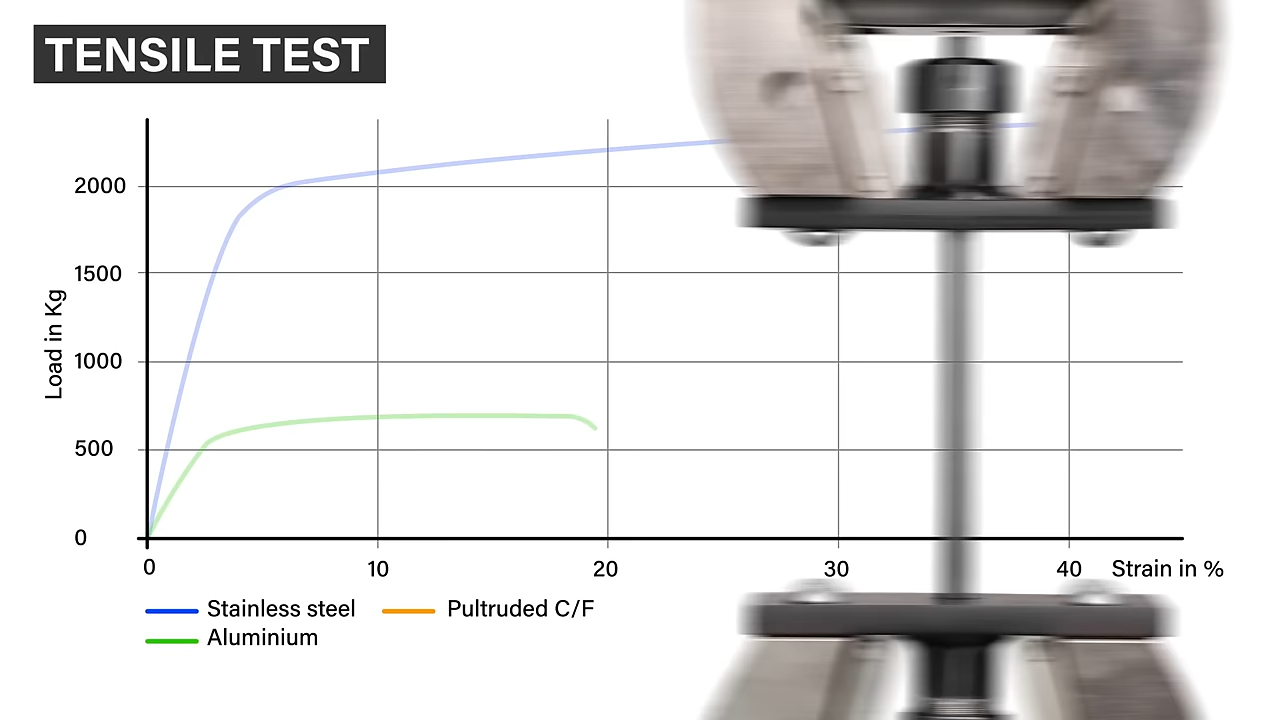 TENSILE TEST
2000
1500
1000
500
0
Load in Kg
0 10 20 30 40 Strain in %
Stainless steel Pultruded C/F
Aluminium